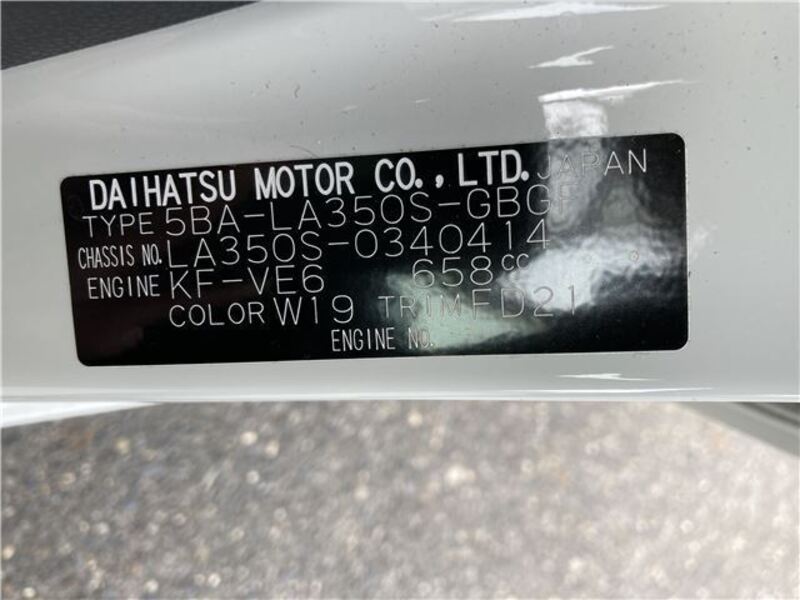 DAIHATSU MOTOR CO., LTD. JAPAN
TYPE 5BA-LA350S-GBGF
CHASSIS NO. LA350S-0340414
ENGINE KF-VE6 658CC
COLOR W19 TRIM FD21
ENGINE NO.